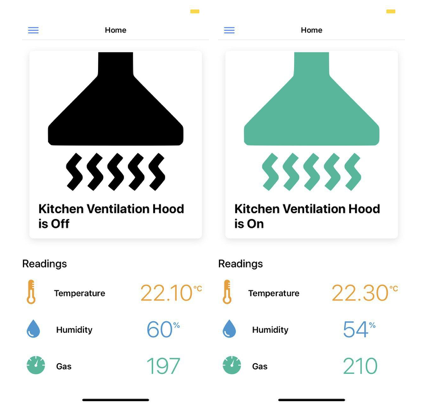 Home
Kitchen Ventilation Hood
is Off
Readings
Temperature 22.10°C
Humidity 60%
Gas 197
Home
Kitchen Ventilation Hood
is On
Readings
Temperature 22.30°C
Humidity 54%
Gas 210